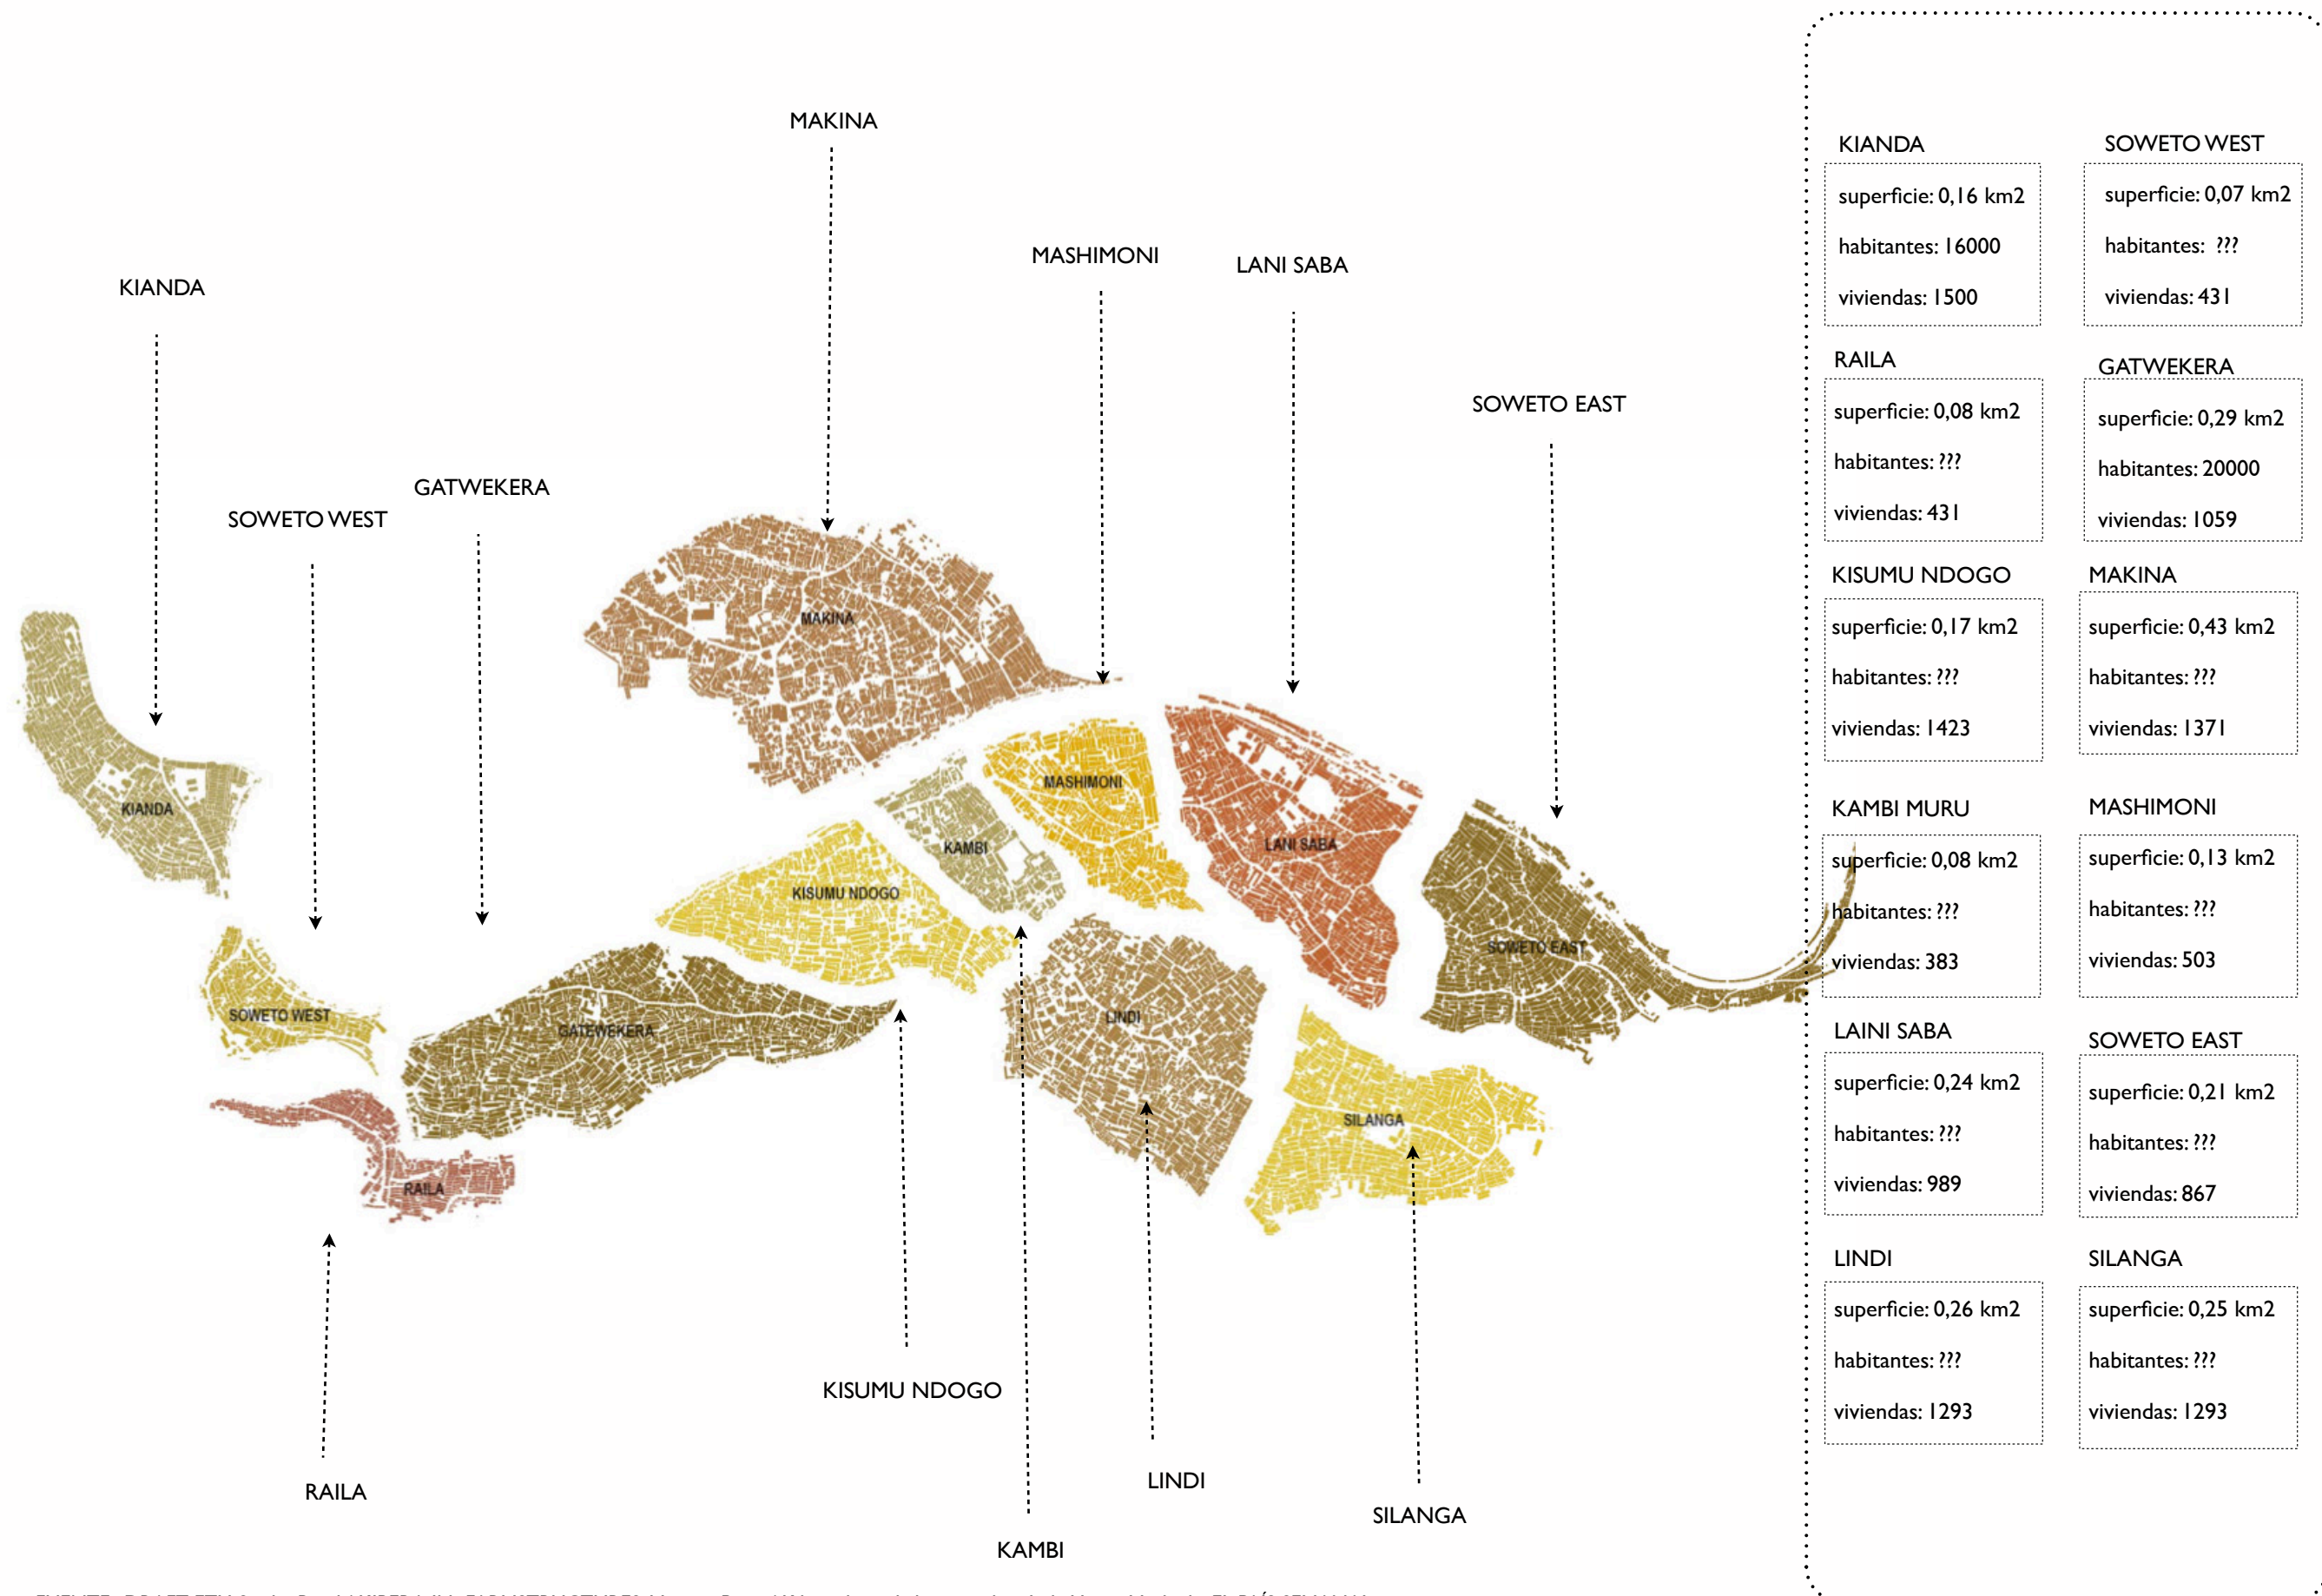 MAKINA
MASHIMONI
LANI SABA
KIANDA
SOWETO EAST
GATWEKERA
SOWETO WEST
MAKINA
MASHIMONI
KIANDA
LANI SABA
KAMBI
KISUMU NDOGO
SOWETO EAST
SOWETO WEST
LINDI
GATEWEKERA
SILANGA
RAILA
KISUMU NDOGO
LINDI
RAILA
SILANGA
KAMBI
KIANDA
superficie: 0,16 km2
habitantes: 16000
viviendas: 1500
SOWETO WEST
superficie: 0,07 km2
habitantes: ???
viviendas: 431
RAILA
superficie: 0,08 km2
habitantes: ???
viviendas: 431
GATWEKERA
superficie: 0,29 km2
habitantes: 20000
viviendas: 1059
KISUMU NDOGO
superficie: 0,17 km2
habitantes: ???
viviendas: 1423
MAKINA
superficie: 0,43 km2
habitantes: ???
viviendas: 1371
KAMBI MURU
superficie: 0,08 km2
habitantes: ???
viviendas: 383
MASHIMONI
superficie: 0,13 km2
habitantes: ???
viviendas: 503
LAINI SABA
superficie: 0,24 km2
habitantes: ???
viviendas: 989
SOWETO EAST
superficie: 0,21 km2
habitantes: ???
viviendas: 867
LINDI
superficie: 0,26 km2
habitantes: ???
viviendas: 1293
SILANGA
superficie: 0,25 km2
habitantes: ???
viviendas: 1293